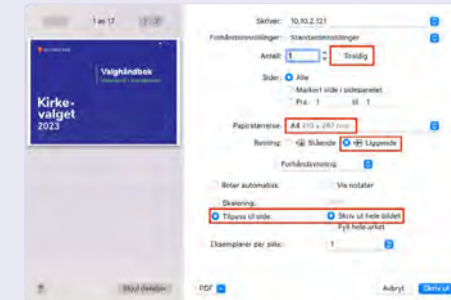 1 av 17
Valghåndbok
Kirke-
valget
2023
Skriver: 10.10.2.121
Forhåndsinnstillinger: Standardinnstillinger
Antall: 1 Tosidig
Sider: Alle
Markert side i sidepanelet
Fra: 1 til 1
Papirstørrelse: A4 210 x 297 mm
Retning: Stående Liggende
Forhåndsvisning
Roter automatisk Vis notater
Skalering:
Tilpass til side: Skriv ut hele bildet
Fyll hele arket
Eksemplarer per side: 1
? Skjul detaljer PDF Avbryt Skriv ut